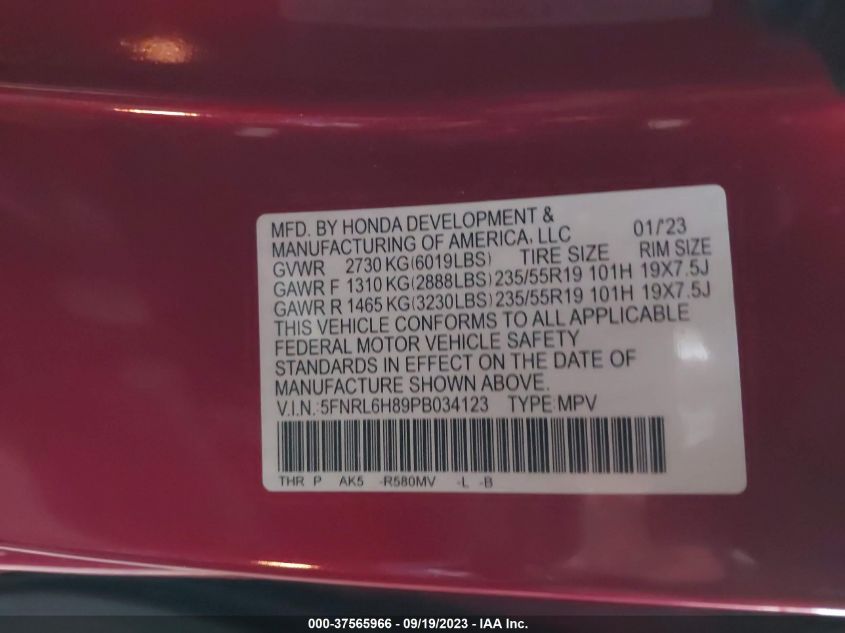 MFD. BY HONDA DEVELOPMENT &
MANUFACTURING OF AMERICA, LLC 01/'23
GVWR 2730 KG(6019LBS) TIRE SIZE RIM SIZE
GAWR F 1310 KG(2888LBS) 235/55R19 101H 19X7.5J
GAWR R 1465 KG(3230LBS) 235/55R19 101H 19X7.5J
THIS VEHICLE CONFORMS TO ALL APPLICABLE
FEDERAL MOTOR VEHICLE SAFETY
STANDARDS IN EFFECT ON THE DATE OF
MANUFACTURE SHOWN ABOVE.
V.I.N.:5FNRL6H89PB034123 TYPE:MPV
THR P AK5 -R580MV -L -B
000-37565966 - 09/19/2023 - IAA Inc.